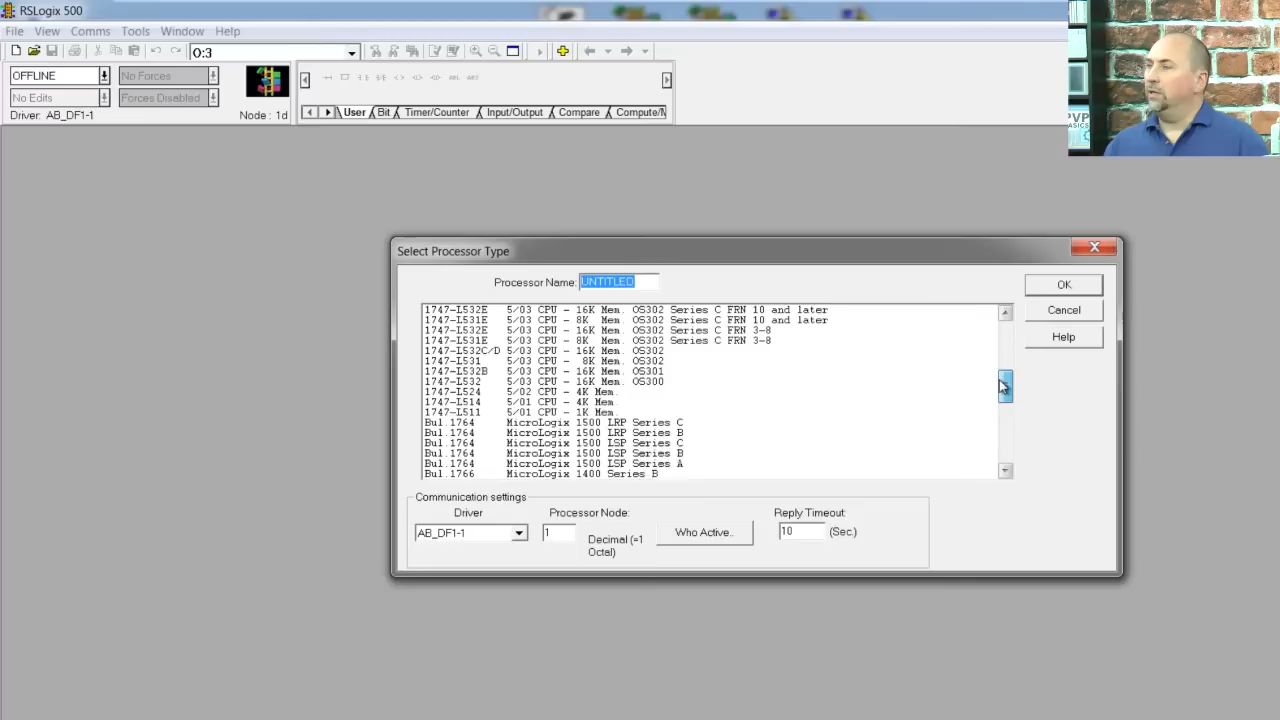 RSLogix 500
File View Comms Tools Window Help
O:3
OFFLINE No Forces
No Edits Forces Disabled
Driver: AB_DF1-1 Node : 1d
User Bit Timer/Counter Input/Output Compare Compute/M
PVP
ASICS
Select Processor Type
Processor Name: UNTITLED
OK
Cancel
Help
1747-L532E 5/03 CPU - 16K Mem. OS302 Series C FRN 10 and later
1747-L531E 5/03 CPU - 8K Mem. OS302 Series C FRN 10 and later
1747-L532E 5/03 CPU - 16K Mem. OS302 Series C FRN 3-8
1747-L531E 5/03 CPU - 8K Mem. OS302 Series C FRN 3-8
1747-L532C/D 5/03 CPU - 16K Mem. OS302
1747-L531 5/03 CPU - 8K Mem. OS302
1747-L532B 5/03 CPU - 16K Mem. OS301
1747-L532 5/03 CPU - 16K Mem. OS300
1747-L524 5/02 CPU - 4K Mem.
1747-L514 5/01 CPU - 4K Mem.
1747-L511 5/01 CPU - 1K Mem.
Bul.1764 MicroLogix 1500 LRP Series C
Bul.1764 MicroLogix 1500 LRP Series B
Bul.1764 MicroLogix 1500 LSP Series C
Bul.1764 MicroLogix 1500 LSP Series B
Bul.1764 MicroLogix 1500 LSP Series A
Bul.1766 MicroLogix 1400 Series B
Communication settings
Driver Processor Node: Reply Timeout:
AB_DF1-1 1 Decimal (=1 Octal) Who Active.. 10 (Sec.)